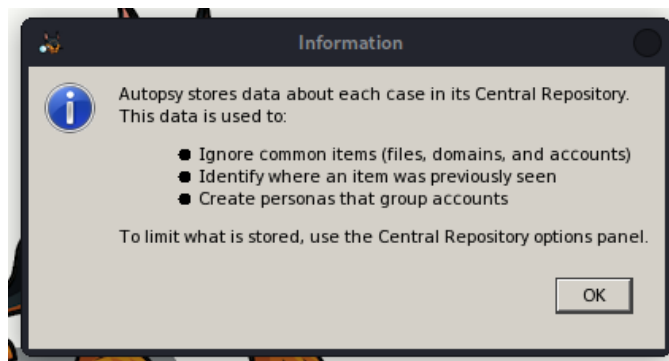 Information
Autopsy stores data about each case in its Central Repository.
This data is used to:
● Ignore common items (files, domains, and accounts)
● Identify where an item was previously seen
● Create personas that group accounts
To limit what is stored, use the Central Repository options panel.
OK